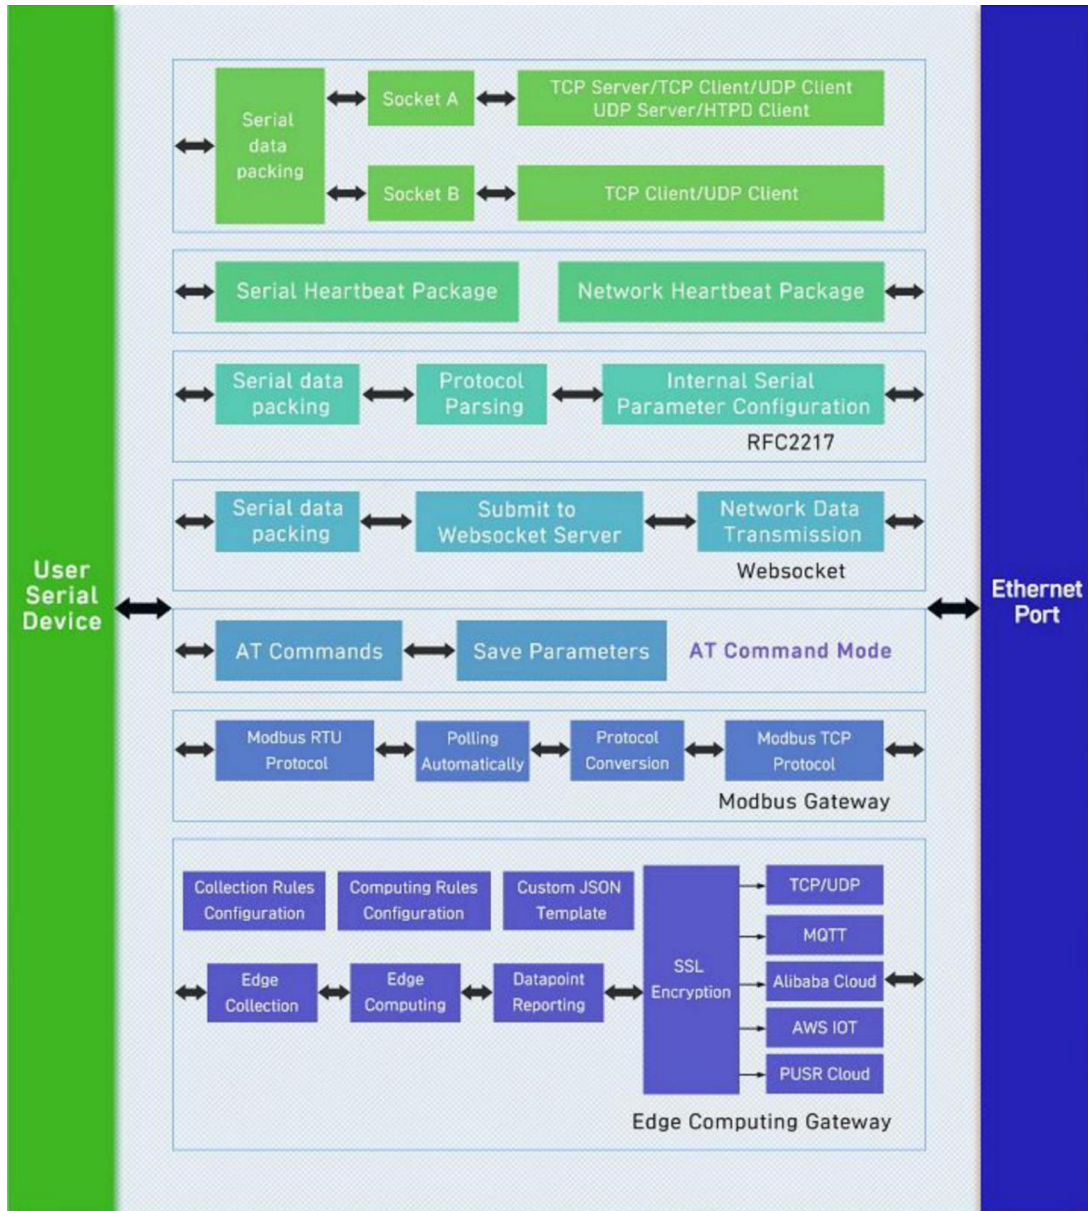 User
Serial
Device
Serial
data
packing
Socket A
TCP Server/TCP Client/UDP Client
UDP Server/HTPD Client
Socket B
TCP Client/UDP Client
Serial Heartbeat Package
Network Heartbeat Package
Serial data
packing
Protocol
Parsing
Internal Serial
Parameter Configuration
RFC2217
Serial data
packing
Submit to
Websocket Server
Network Data
Transmission
Websocket
AT Commands
Save Parameters
AT Command Mode
Modbus RTU
Protocol
Polling
Automatically
Protocol
Conversion
Modbus TCP
Protocol
Modbus Gateway
Collection Rules
Configuration
Computing Rules
Configuration
Custom JSON
Template
Edge
Collection
Edge
Computing
Datapoint
Reporting
SSL
Encryption
TCP/UDP
MQTT
Alibaba Cloud
AWS IOT
PUSR Cloud
Edge Computing Gateway
Ethernet
Port